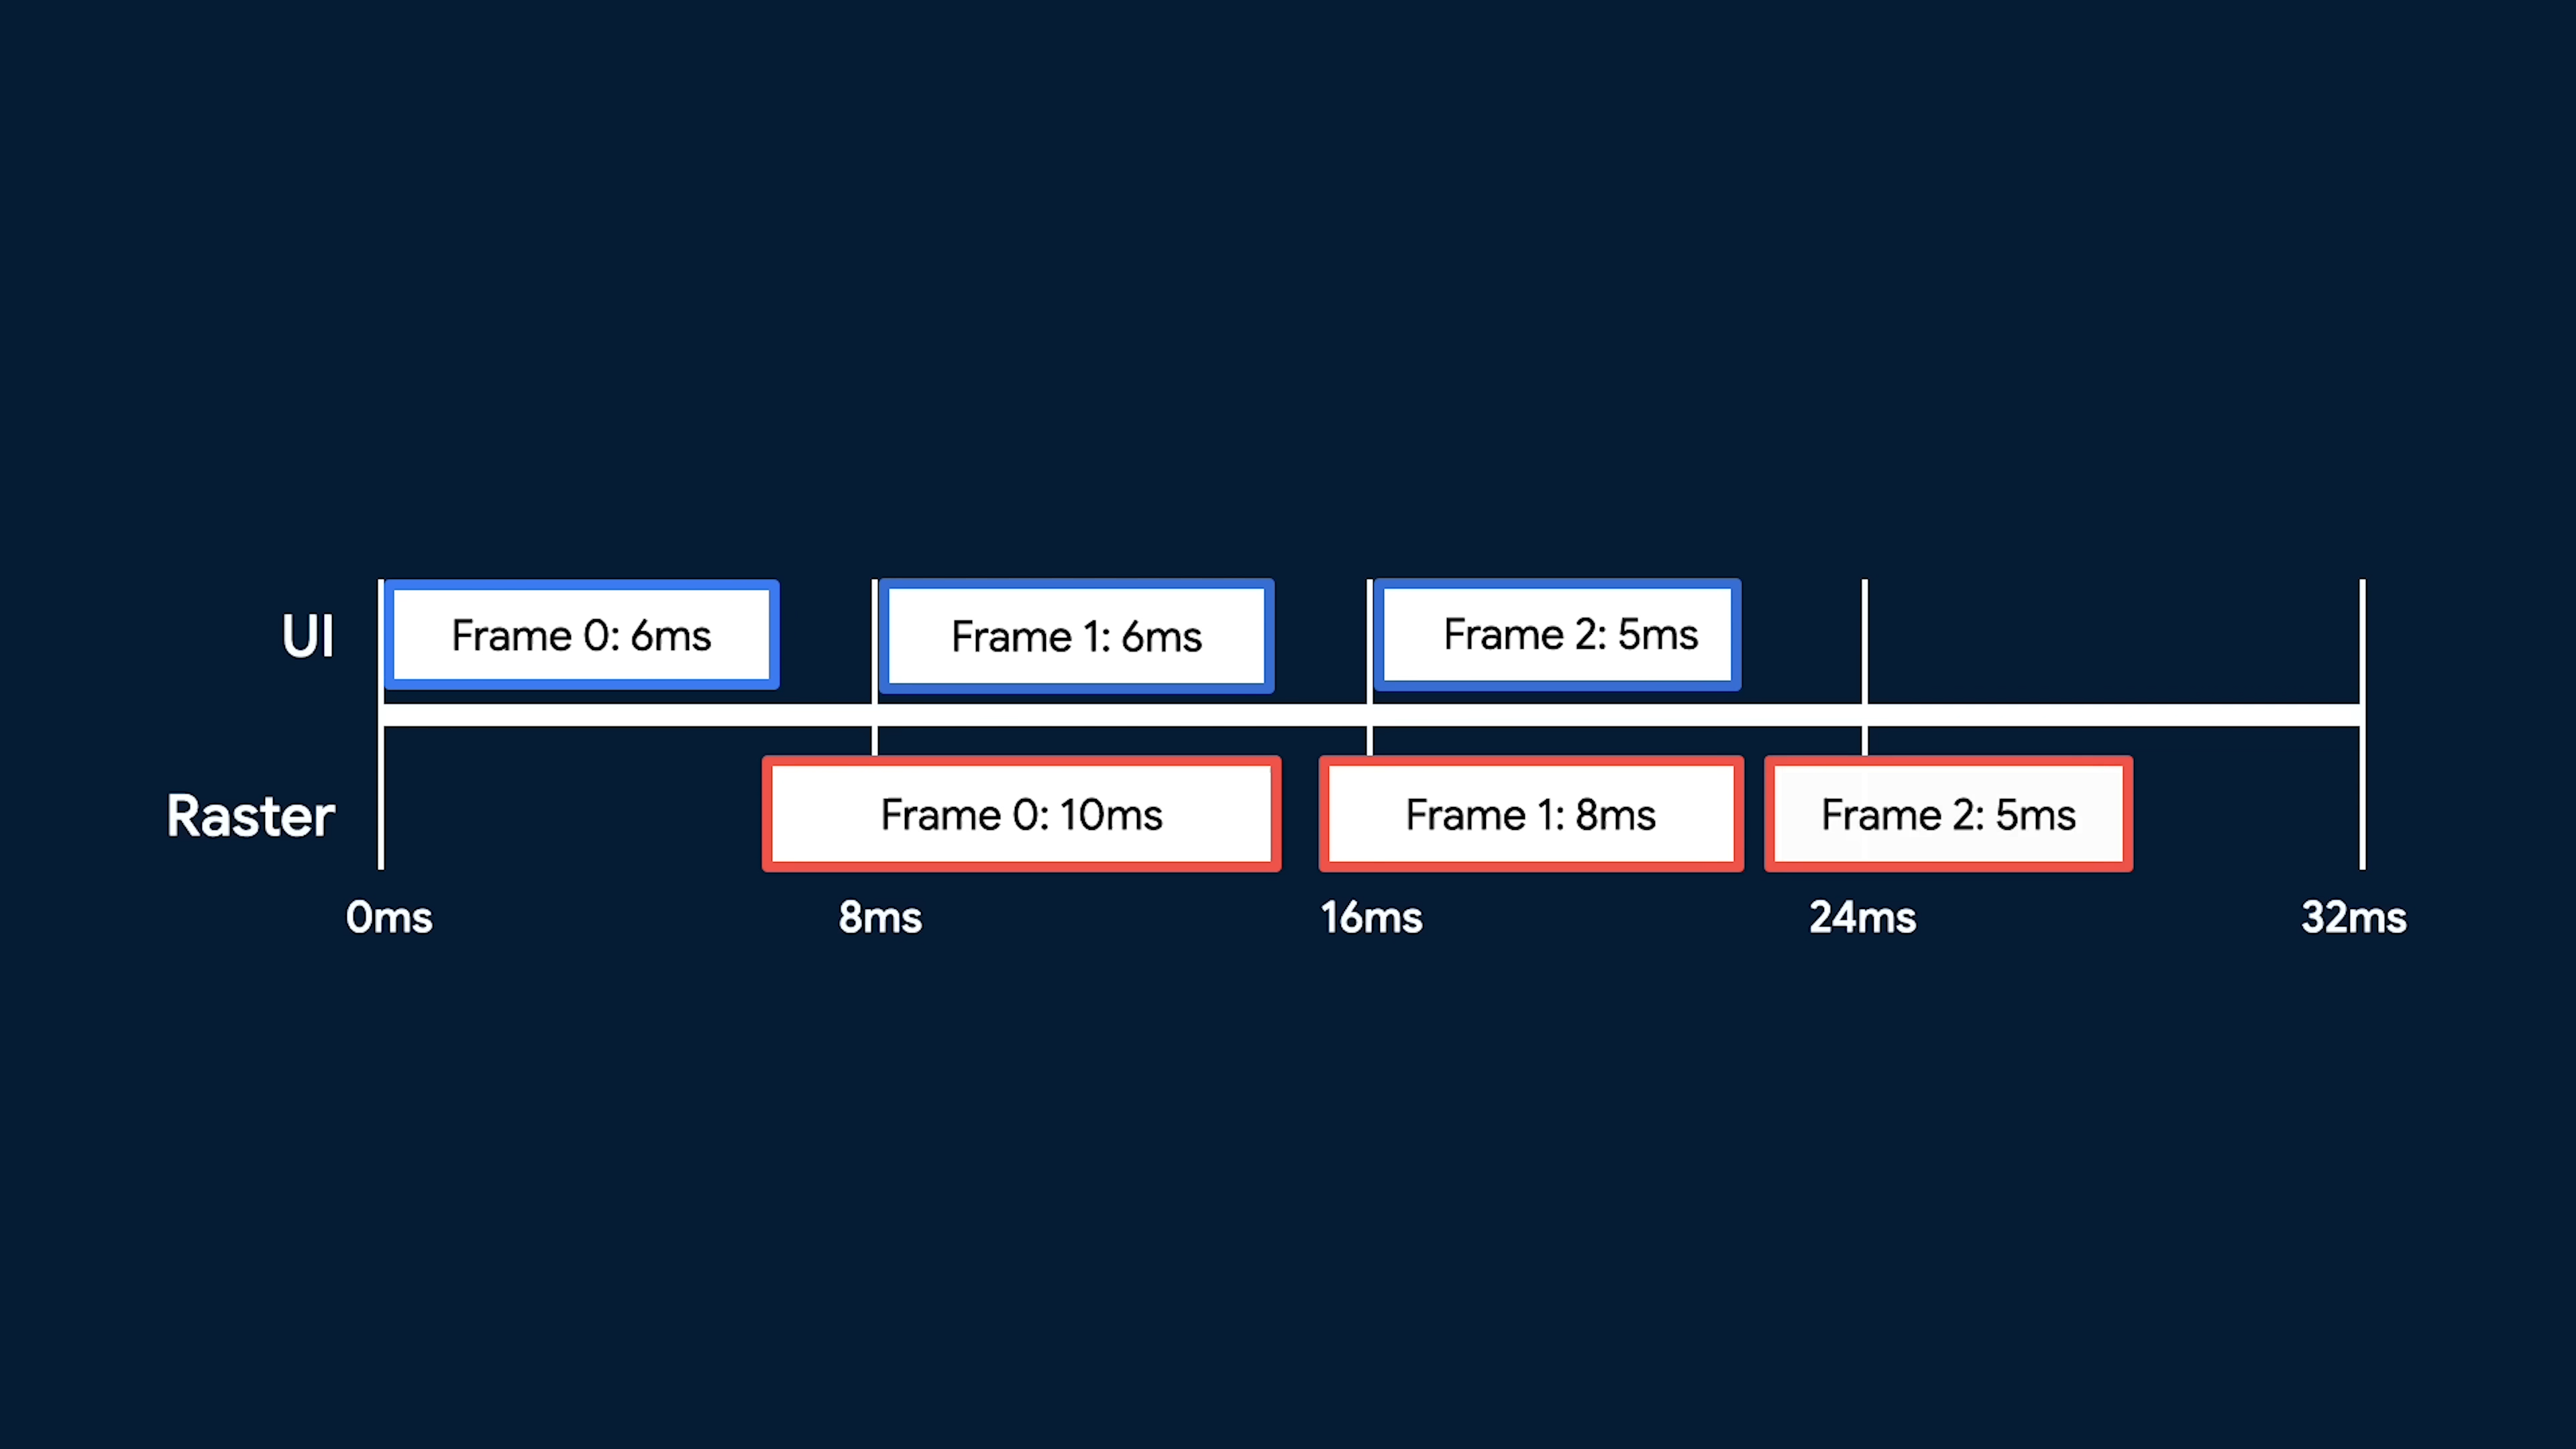 UI
Frame 0: 6ms
Frame 1: 6ms
Frame 2: 5ms
Raster
Frame 0: 10ms
Frame 1: 8ms
Frame 2: 5ms
0ms
8ms
16ms
24ms
32ms